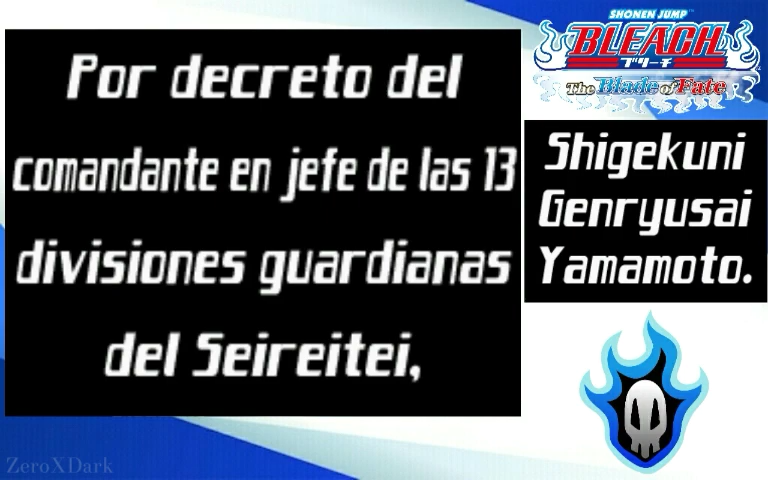 Por decreto del
comandante en jefe de las 13
divisiones guardianas
del Seireitei,
SHONEN JUMP™
BLEACH
ブリーチ
The Blade of Fate
Shigekuni
Genryusai
Yamamoto.
ZeroXDark